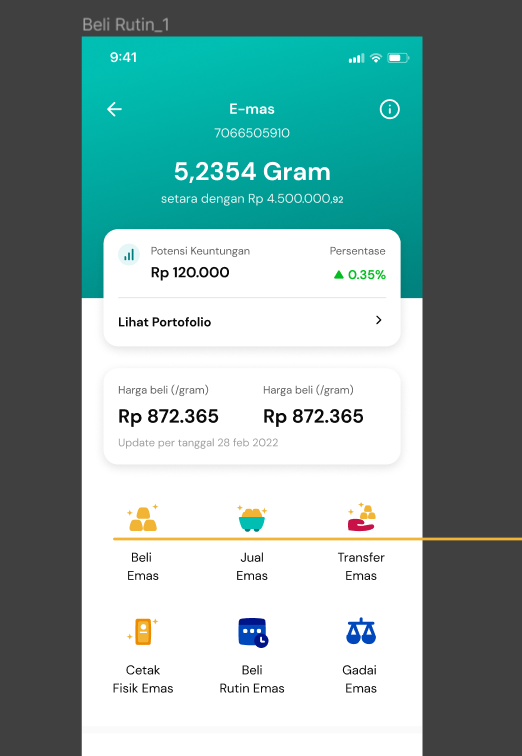 Beli Rutin_1
9:41
E-mas
7066505910
5,2354 Gram
setara dengan Rp 4.500.000,92
Potensi Keuntungan Persentase
Rp 120.000 0.35%
Lihat Portofolio
Harga beli (/gram) Harga beli (/gram)
Rp 872.365 Rp 872.365
Update per tanggal 28 feb 2022
Beli Jual Transfer
Emas Emas Emas
Cetak Beli Gadai
Fisik Emas Rutin Emas Emas